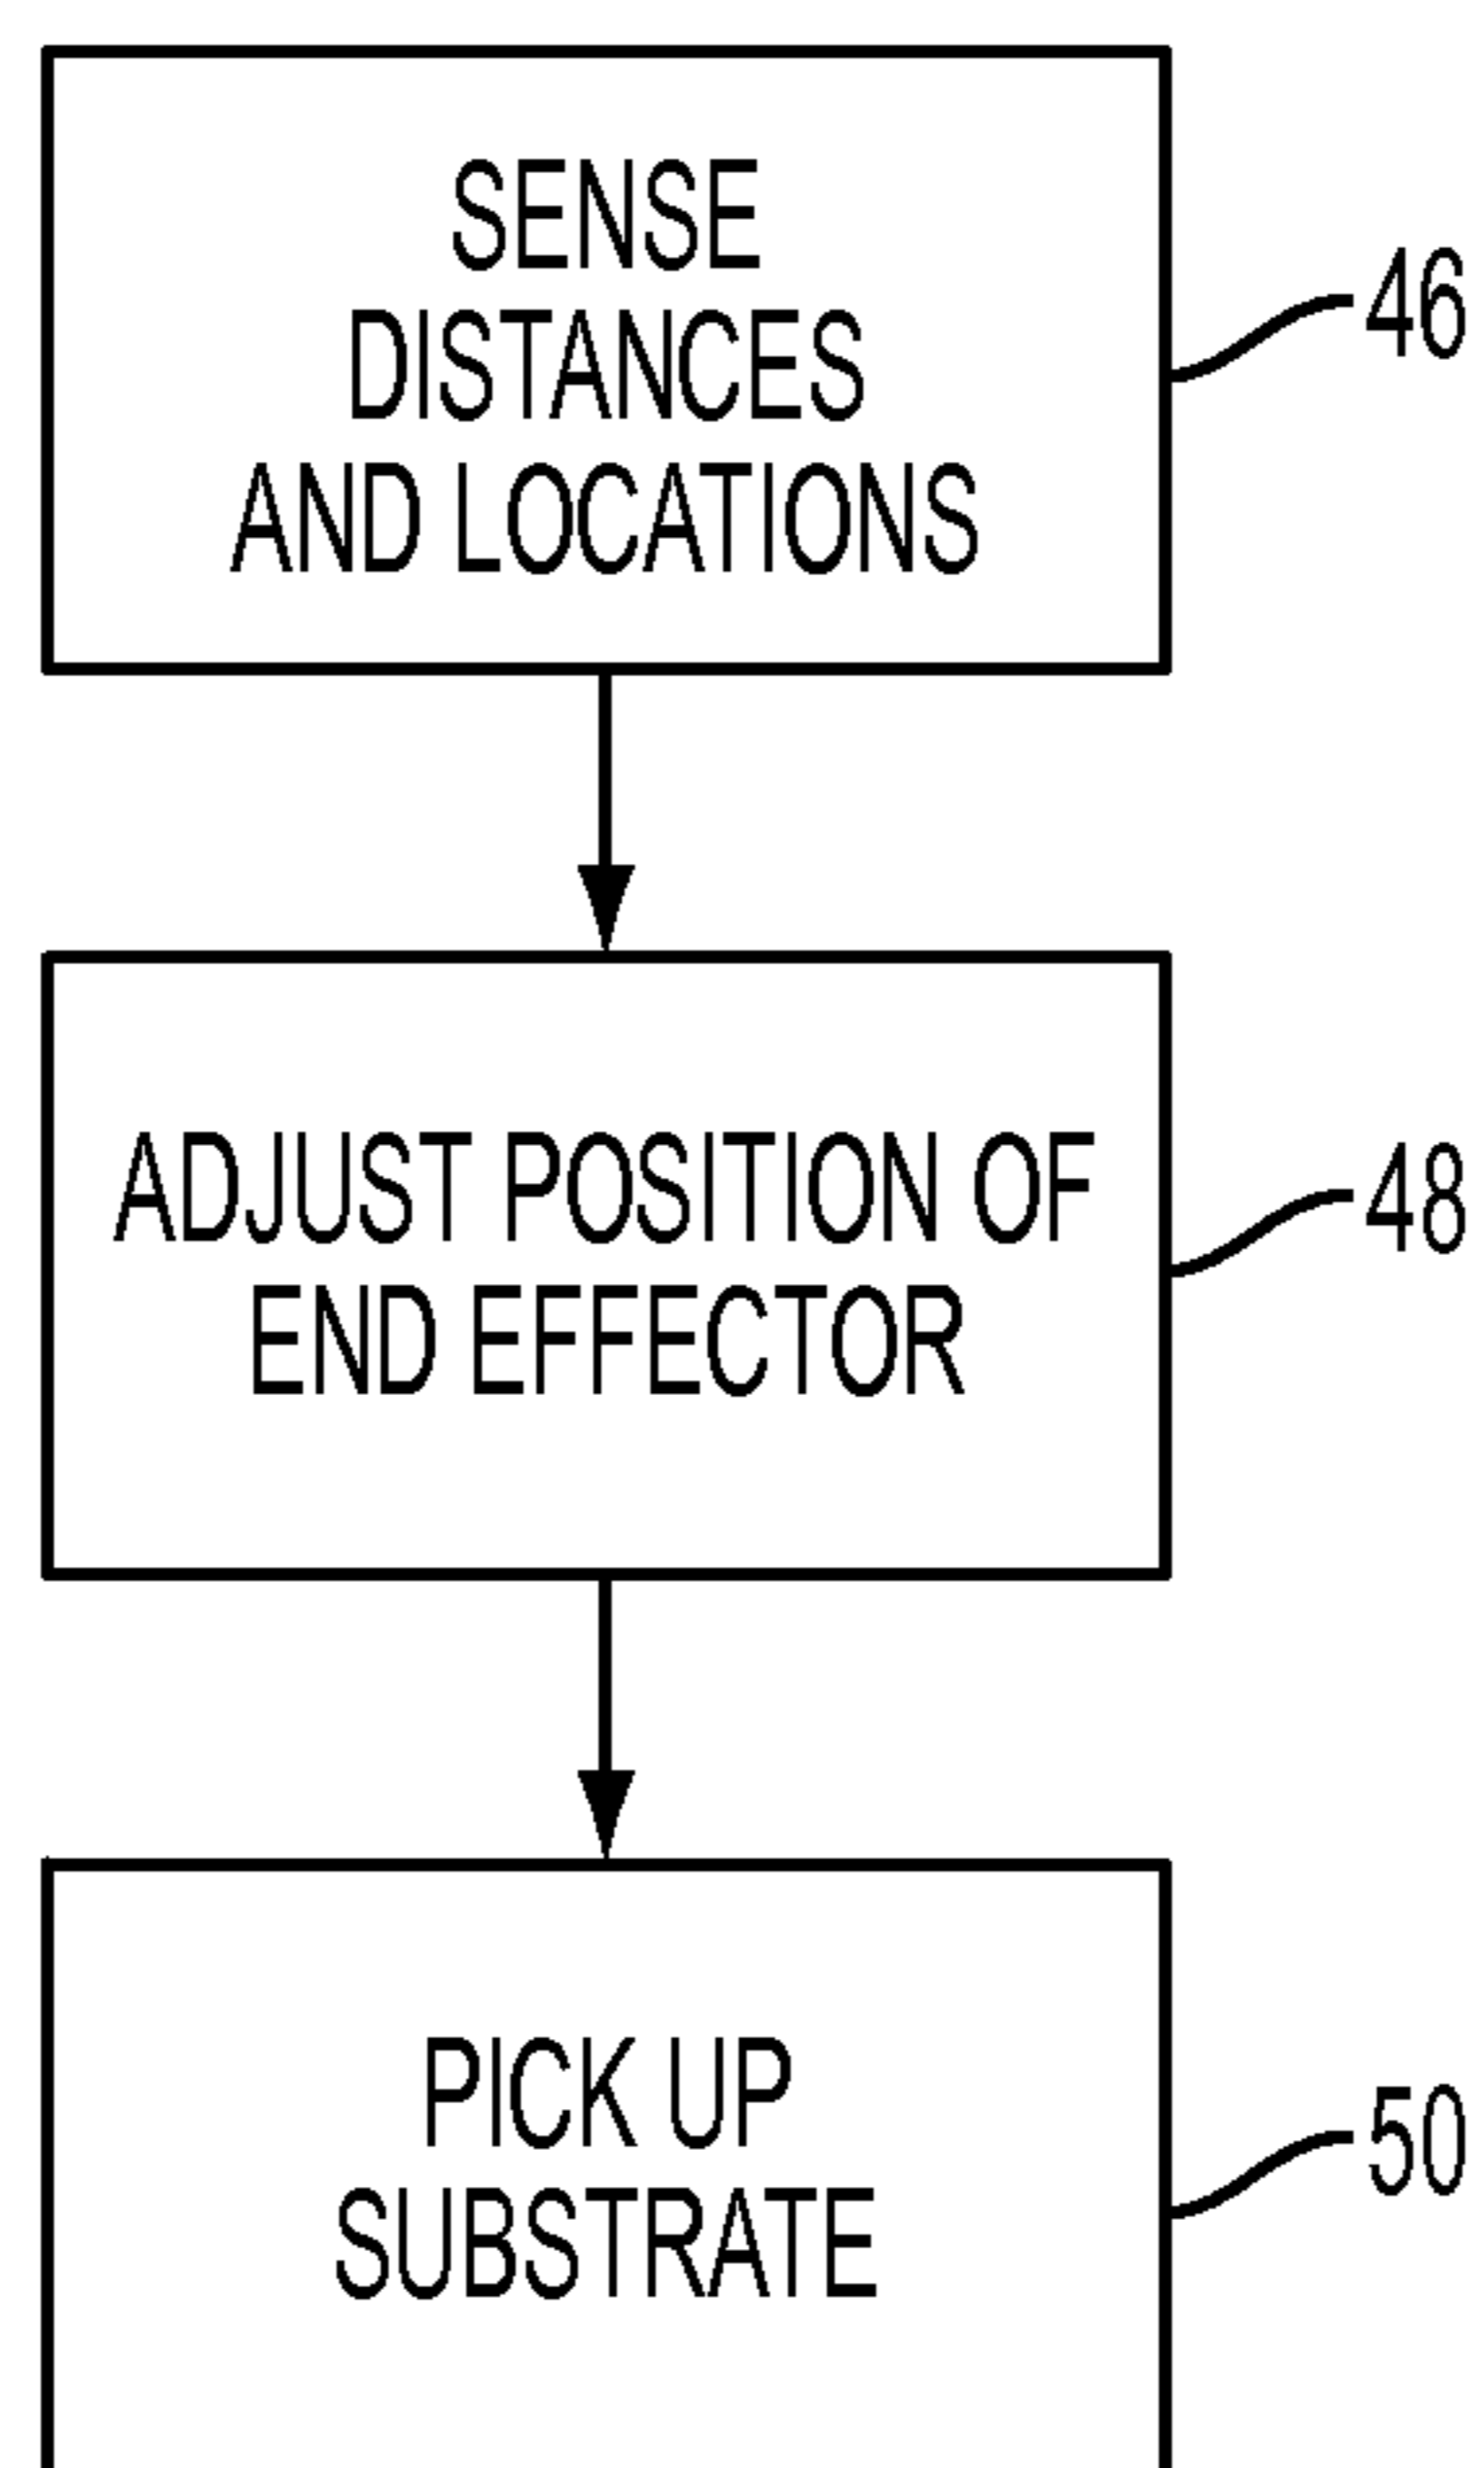 SENSE
DISTANCES
AND LOCATIONS
46
ADJUST POSITION OF
END EFFECTOR
48
PICK UP
SUBSTRATE
50